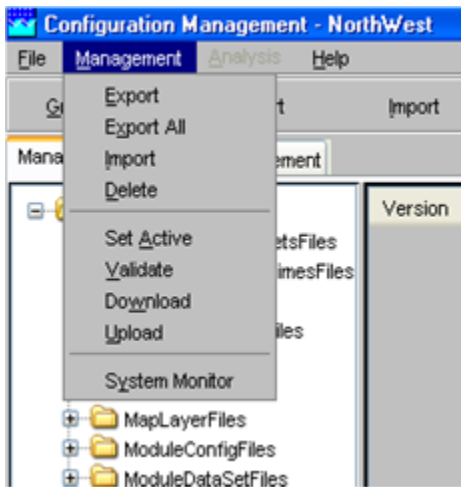 Configuration Management - NorthWest
File Management Analysis Help
Import
Export
Export All
Import
Delete
Version
Set Active
Validate
Download
Upload
System Monitor
MapLayerFiles
ModuleConfigFiles
ModuleDataSetFiles